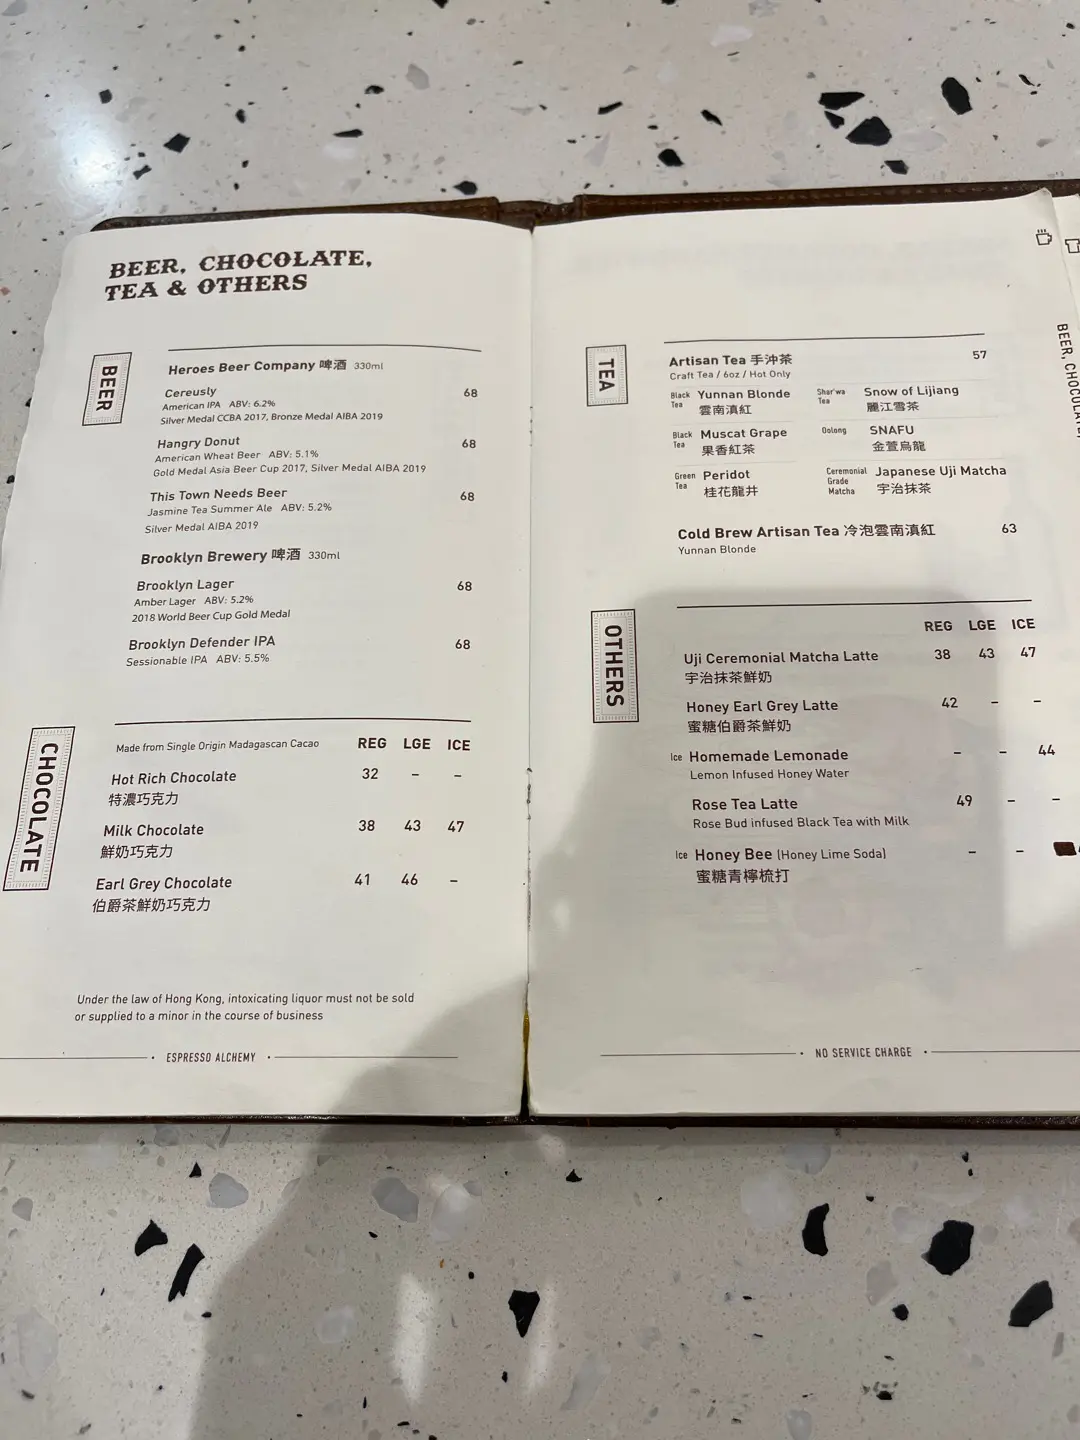 BEER, CHOCOLATE,
TEA & OTHERS
BEER
Heroes Beer Company 啤酒 330ml
Cereusly 68
American IPA ABV: 6.2%
Silver Medal CCBA 2017, Bronze Medal AIBA 2019
Hangry Donut 68
American Wheat Beer ABV: 5.1%
Gold Medal Asia Beer Cup 2017, Silver Medal AIBA 2019
This Town Needs Beer 68
Jasmine Tea Summer Ale ABV: 5.2%
Silver Medal AIBA 2019
Brooklyn Brewery 啤酒 330ml
Brooklyn Lager 68
Amber Lager ABV: 5.2%
2018 World Beer Cup Gold Medal
Brooklyn Defender IPA 68
Sessionable IPA ABV: 5.5%
CHOCOLATE
Made from Single Origin Madagascan Cacao REG LGE ICE
Hot Rich Chocolate 32 – –
特濃巧克力
Milk Chocolate 38 43 47
鮮奶巧克力
Earl Grey Chocolate 41 46 –
伯爵茶鮮奶巧克力
Under the law of Hong Kong, intoxicating liquor must not be sold
or supplied to a minor in the course of business
• ESPRESSO ALCHEMY •
TEA
Artisan Tea 手沖茶 57
Craft Tea / 6oz / Hot Only
Black Tea Yunnan Blonde Shar'wa Tea Snow of Lijiang
雲南滇紅 麗江雪茶
Black Tea Muscat Grape Oolong SNAFU
果香紅茶 金萱烏龍
Green Tea Peridot Ceremonial Grade Matcha Japanese Uji Matcha
桂花龍井 宇治抹茶
Cold Brew Artisan Tea 冷泡雲南滇紅 63
Yunnan Blonde
OTHERS
REG LGE ICE
Uji Ceremonial Matcha Latte 38 43 47
宇治抹茶鮮奶
Honey Earl Grey Latte 42 – –
蜜糖伯爵茶鮮奶
Ice Homemade Lemonade – – 44
Lemon Infused Honey Water
Rose Tea Latte 49 – –
Rose Bud infused Black Tea with Milk
Ice Honey Bee (Honey Lime Soda) – –
蜜糖青檸梳打
• NO SERVICE CHARGE •
BEER, CHOCOLATE,